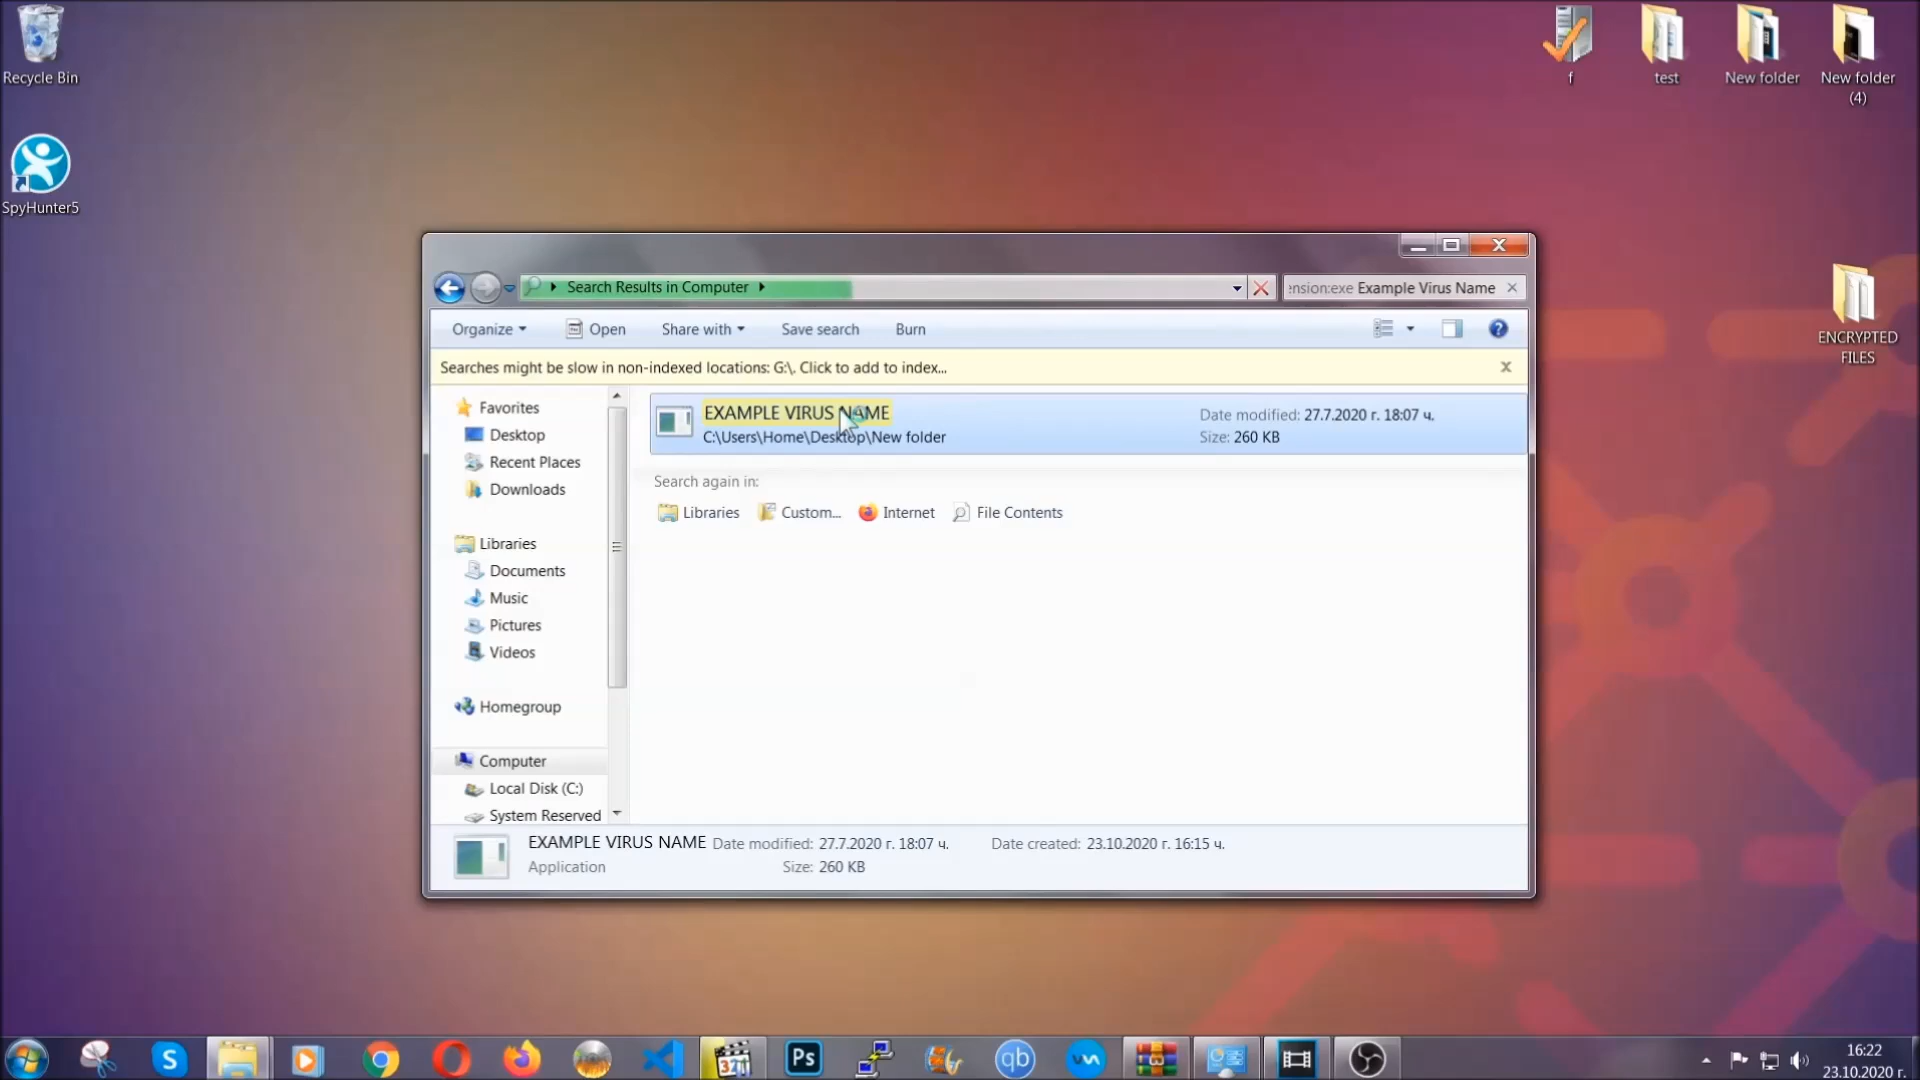 Recycle Bin
SpyHunter5
f
test
New folder
New folder
(4)
ENCRYPTED
FILES
Search Results in Computer
ension:exe Example Virus Name
Organize
Open
Share with
Save search
Burn
Searches might be slow in non-indexed locations: G:\. Click to add to index...
Favorites
Desktop
Recent Places
Downloads
Libraries
Documents
Music
Pictures
Videos
Homegroup
Computer
Local Disk (C:)
System Reserved
EXAMPLE VIRUS NAME
C:\Users\Home\Desktop\New folder
Date modified: 27.7.2020 г. 18:07 ч.
Size: 260 KB
Search again in:
Libraries
Custom...
Internet
File Contents
EXAMPLE VIRUS NAME Date modified: 27.7.2020 г. 18:07 ч. Date created: 23.10.2020 г. 16:15 ч.
Application Size: 260 KB
S
321
Ps
qb
16:22
23.10.2020 г.